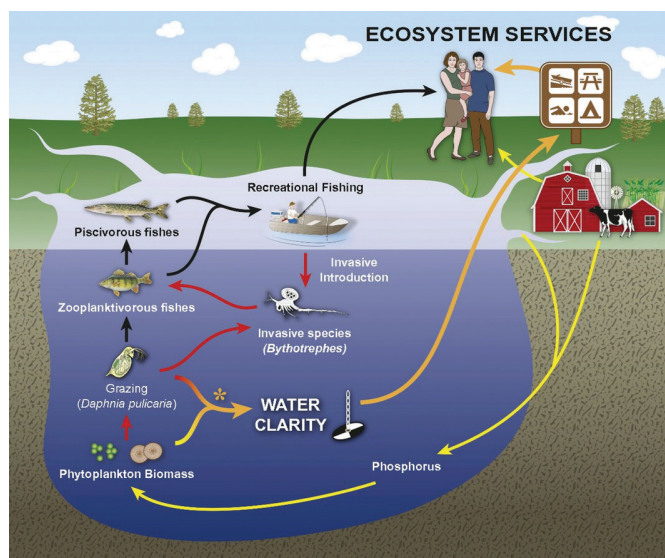 ECOSYSTEM SERVICES
Recreational Fishing
Piscivorous fishes
Invasive
Introduction
Zooplanktivorous fishes
Invasive species
(Bythotrephes)
Grazing
(Daphnia pulicaria)
*
WATER
CLARITY
Phytoplankton Biomass
Phosphorus